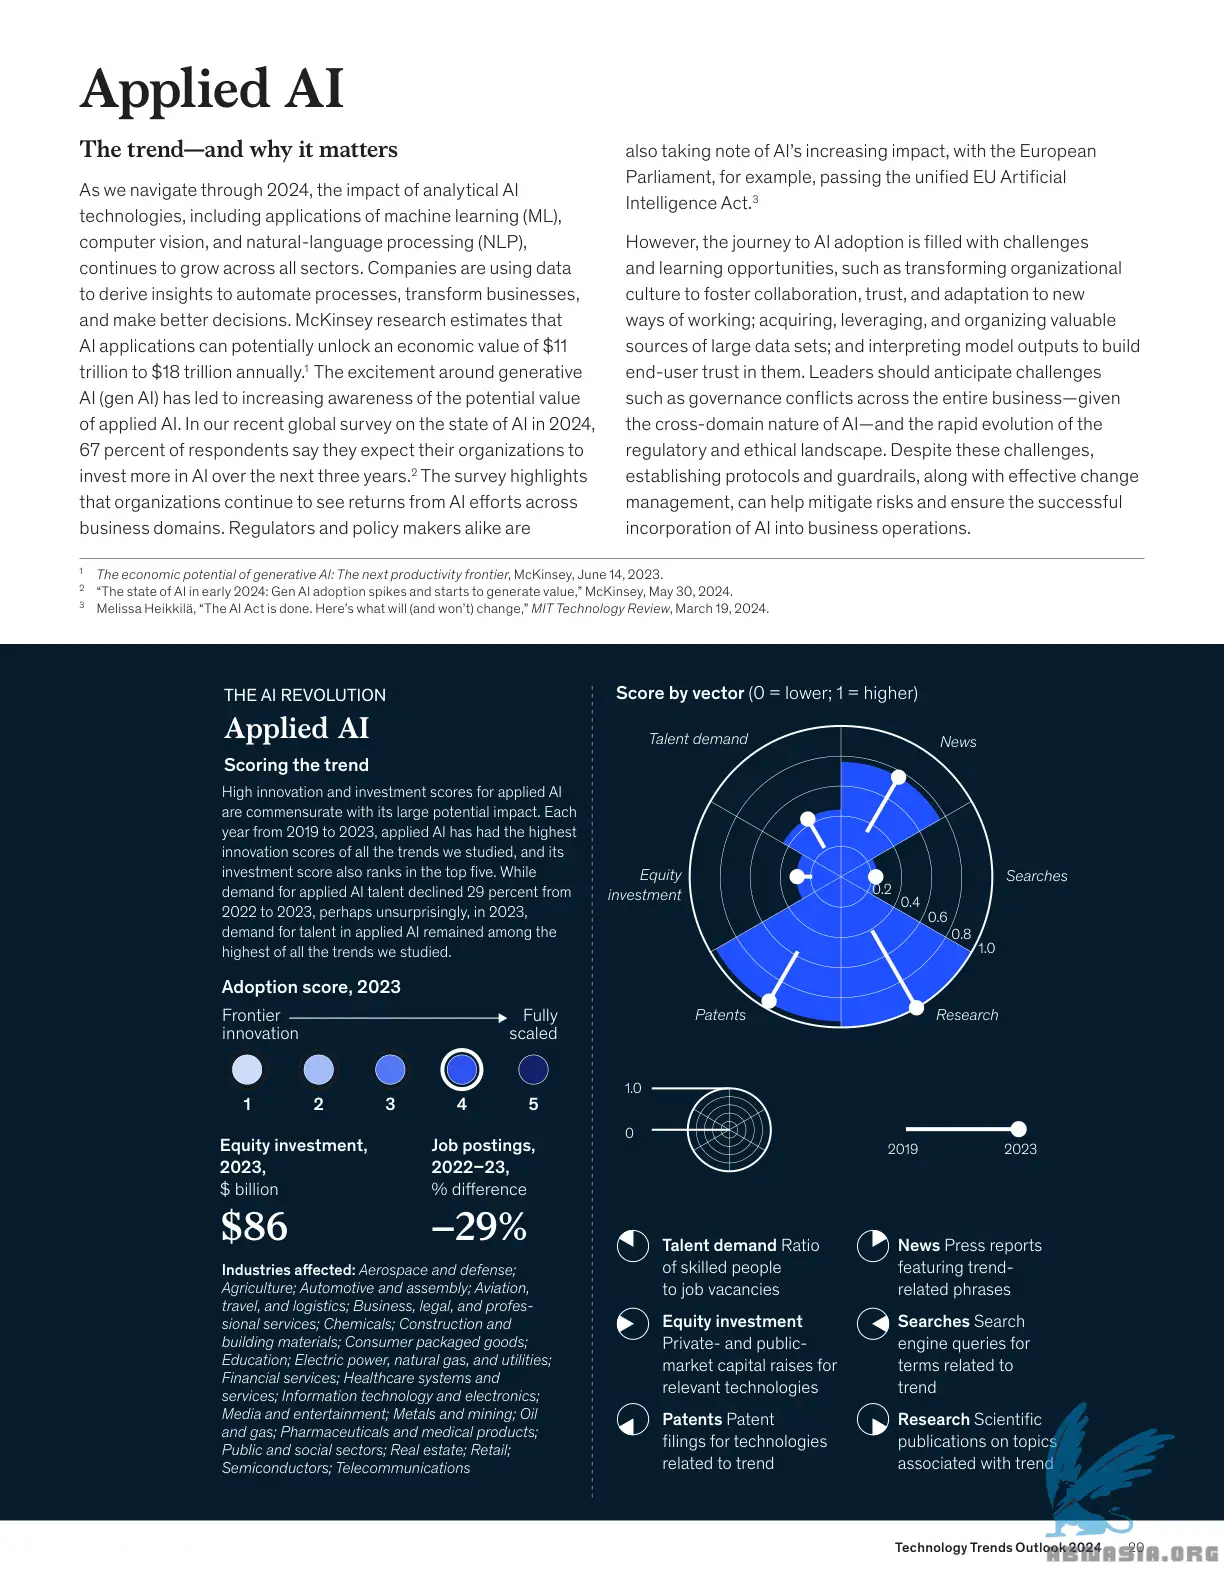 Applied AI
The trend—and why it matters
As we navigate through 2024, the impact of analytical AI
technologies, including applications of machine learning (ML),
computer vision, and natural-language processing (NLP),
continues to grow across all sectors. Companies are using data
to derive insights to automate processes, transform businesses,
and make better decisions. McKinsey research estimates that
AI applications can potentially unlock an economic value of $11
trillion to $18 trillion annually.1 The excitement around generative
AI (gen AI) has led to increasing awareness of the potential value
of applied AI. In our recent global survey on the state of AI in 2024,
67 percent of respondents say they expect their organizations to
invest more in AI over the next three years.2 The survey highlights
that organizations continue to see returns from AI efforts across
business domains. Regulators and policy makers alike are
also taking note of AI's increasing impact, with the European
Parliament, for example, passing the unified EU Artificial
Intelligence Act.3
However, the journey to AI adoption is filled with challenges
and learning opportunities, such as transforming organizational
culture to foster collaboration, trust, and adaptation to new
ways of working; acquiring, leveraging, and organizing valuable
sources of large data sets; and interpreting model outputs to build
end-user trust in them. Leaders should anticipate challenges
such as governance conflicts across the entire business—given
the cross-domain nature of AI—and the rapid evolution of the
regulatory and ethical landscape. Despite these challenges,
establishing protocols and guardrails, along with effective change
management, can help mitigate risks and ensure the successful
incorporation of AI into business operations.
1 The economic potential of generative AI: The next productivity frontier, McKinsey, June 14, 2023.
2 "The state of AI in early 2024: Gen AI adoption spikes and starts to generate value," McKinsey, May 30, 2024.
3 Melissa Heikkilä, "The AI Act is done. Here's what will (and won't) change," MIT Technology Review, March 19, 2024.
THE AI REVOLUTION
Applied AI
Scoring the trend
High innovation and investment scores for applied AI
are commensurate with its large potential impact. Each
year from 2019 to 2023, applied AI has had the highest
innovation scores of all the trends we studied, and its
investment score also ranks in the top five. While
demand for applied AI talent declined 29 percent from
2022 to 2023, perhaps unsurprisingly, in 2023,
demand for talent in applied AI remained among the
highest of all the trends we studied.
Adoption score, 2023
Frontier
innovation
Fully
scaled
1 2 3 4 5
Equity investment,
2023,
$ billion
$86
Job postings,
2022–23,
% difference
–29%
Industries affected: Aerospace and defense;
Agriculture; Automotive and assembly; Aviation,
travel, and logistics; Business, legal, and profes-
sional services; Chemicals; Construction and
building materials; Consumer packaged goods;
Education; Electric power, natural gas, and utilities;
Financial services; Healthcare systems and
services; Information technology and electronics;
Media and entertainment; Metals and mining; Oil
and gas; Pharmaceuticals and medical products;
Public and social sectors; Real estate; Retail;
Semiconductors; Telecommunications
Score by vector (0 = lower; 1 = higher)
Talent demand
News
Equity
investment
Searches
0.2
0.4
0.6
0.8
1.0
Patents
Research
1.0
0
2019
2023
Talent demand Ratio
of skilled people
to job vacancies
News Press reports
featuring trend-
related phrases
Equity investment
Private- and public-
market capital raises for
relevant technologies
Searches Search
engine queries for
terms related to
trend
Patents Patent
filings for technologies
related to trend
Research Scientific
publications on topics
associated with trend
Technology Trends Outlook 2024 20
ABWASIA.ORG